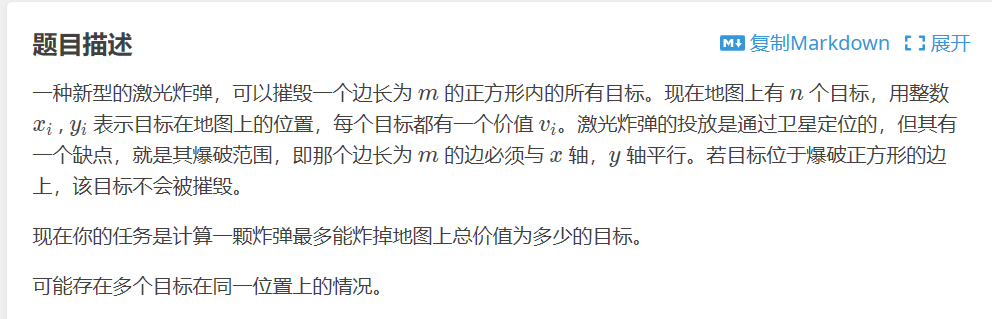 题目描述
复制Markdown 展开
一种新型的激光炸弹，可以摧毁一个边长为 m 的正方形内的所有目标。现在地图上有 n 个目标，用整数
xᵢ , yᵢ 表示目标在地图上的位置，每个目标都有一个价值 vᵢ。激光炸弹的投放是通过卫星定位的，但其有
一个缺点，就是其爆破范围，即那个边长为 m 的边必须与 x 轴，y 轴平行。若目标位于爆破正方形的边
上，该目标不会被摧毁。
现在你的任务是计算一颗炸弹最多能炸掉地图上总价值为多少的目标。
可能存在多个目标在同一位置上的情况。